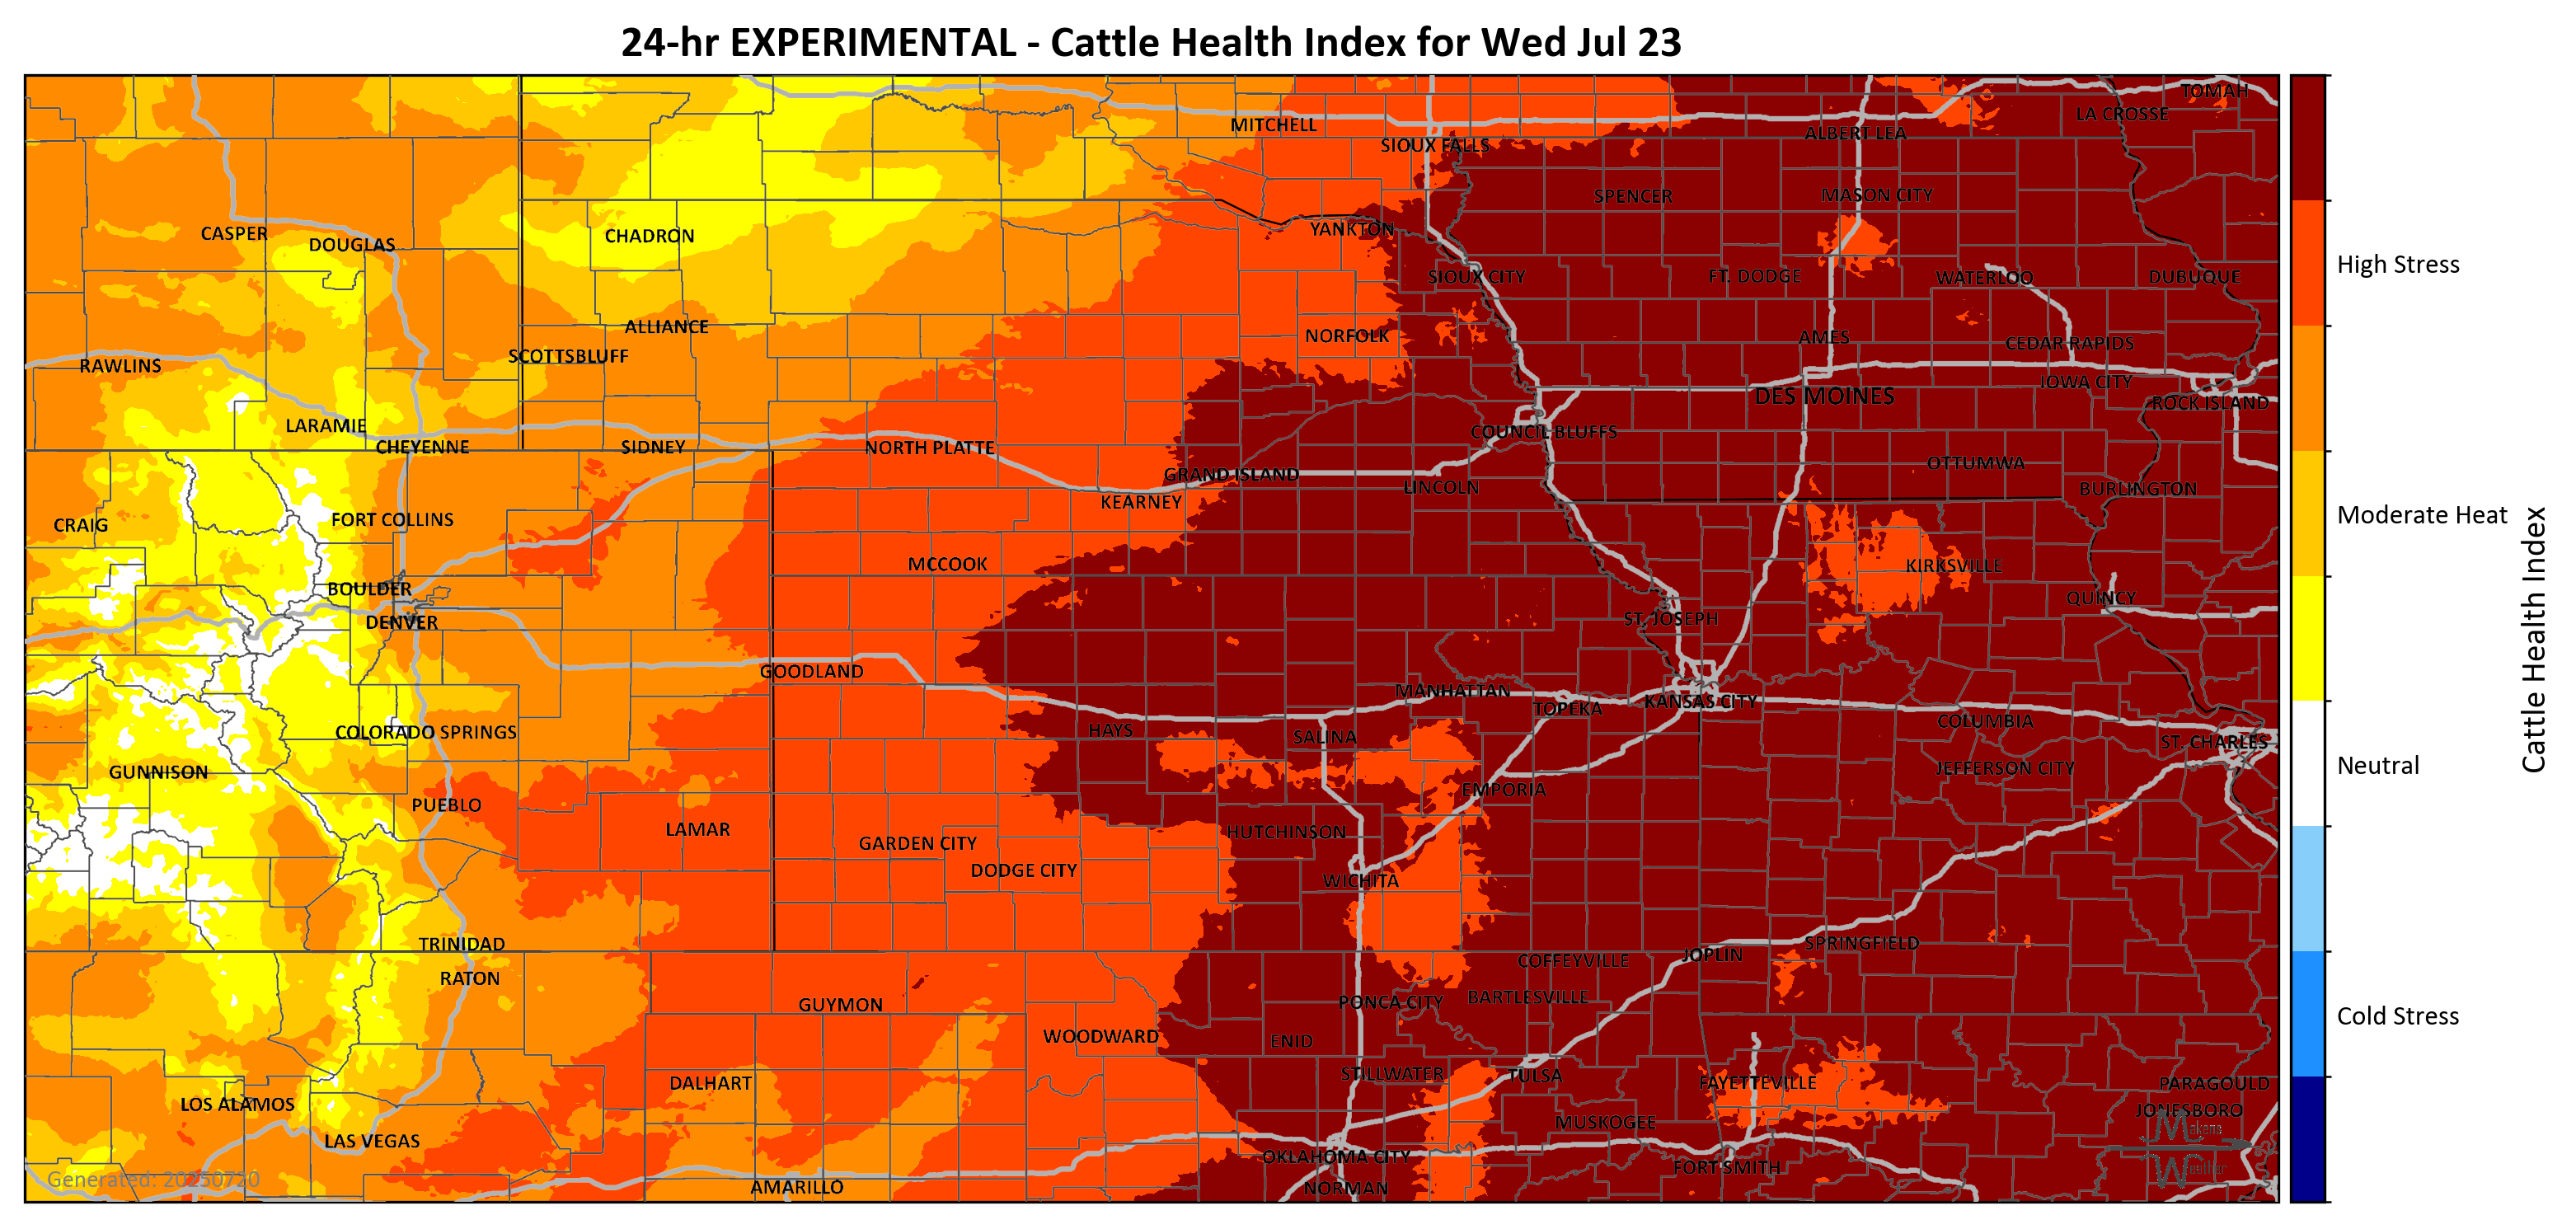 24-hr EXPERIMENTAL - Cattle Health Index for Wed Jul 23
TOMAH
LA CROSSE
MITCHELL
ALBERT LEA
SIOUX FALLS
SPENCER
MASON CITY
CASPER
DOUGLAS
CHADRON
YANKTON
High Stress
SIOUX CITY
FT. DODGE
WATERLOO
DUBUQUE
ALLIANCE
NORFOLK
AMES
CEDAR RAPIDS
SCOTTSBLUFF
RAWLINS
IOWA CITY
DES MOINES
ROCK ISLAND
LARAMIE
COUNCIL BLUFFS
CHEYENNE
SIDNEY
NORTH PLATTE
OTTUMWA
GRAND ISLAND
LINCOLN
BURLINGTON
KEARNEY
Moderate Heat
CRAIG
FORT COLLINS
MCCOOK
KIRKSVILLE
BOULDER
QUINCY
DENVER
ST. JOSEPH
Cattle Health Index
GOODLAND
MANHATTAN
KANSAS CITY
TOPEKA
COLUMBIA
COLORADO SPRINGS
HAYS
SALINA
ST. CHARLES
Neutral
GUNNISON
JEFFERSON CITY
EMPORIA
PUEBLO
LAMAR
HUTCHINSON
GARDEN CITY
DODGE CITY
WICHITA
TRINIDAD
SPRINGFIELD
JOPLIN
COFFEYVILLE
RATON
BARTLESVILLE
PONCA CITY
GUYMON
Cold Stress
WOODWARD
ENID
STILLWATER
TULSA
DALHART
FAYETTEVILLE
PARAGOULD
LOS ALAMOS
JONESBORO
MUSKOGEE
LAS VEGAS
OKLAHOMA CITY
FORT SMITH
Weather
Generated: 20250720
AMARILLO
NORMAN